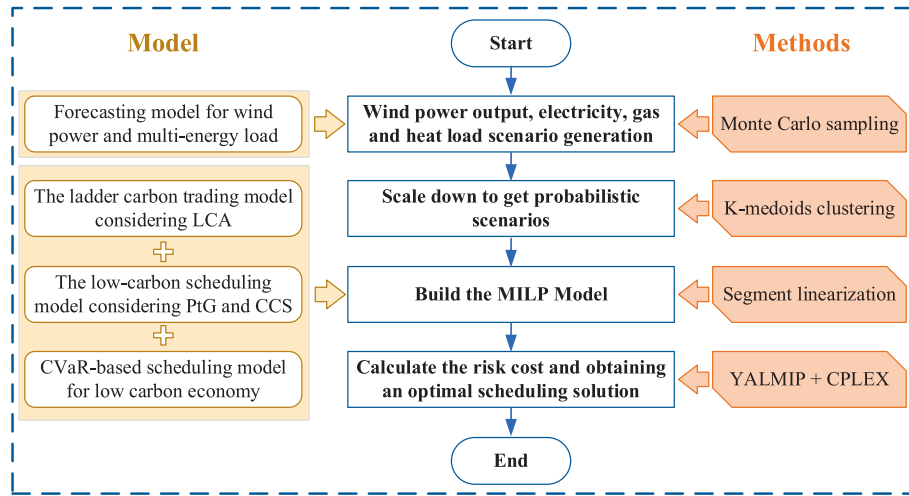 Model
Start
Methods
Forecasting model for wind
power and multi-energy load
Wind power output, electricity, gas
and heat load scenario generation
Monte Carlo sampling
The ladder carbon trading model
considering LCA
Scale down to get probabilistic
scenarios
K-medoids clustering
The low-carbon scheduling
model considering PtG and CCS
Build the MILP Model
Segment linearization
CVaR-based scheduling model
for low carbon economy
Calculate the risk cost and obtaining
an optimal scheduling solution
YALMIP + CPLEX
End